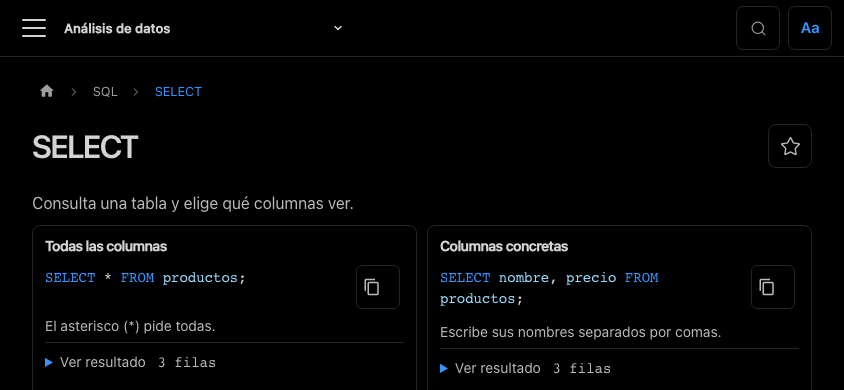 Análisis de datos
Aa
SQL
SELECT
SELECT
Consulta una tabla y elige qué columnas ver.
Todas las columnas
SELECT * FROM productos;
El asterisco (*) pide todas.
Ver resultado 3 filas
Columnas concretas
SELECT nombre, precio FROM
productos;
Escribe sus nombres separados por comas.
Ver resultado 3 filas